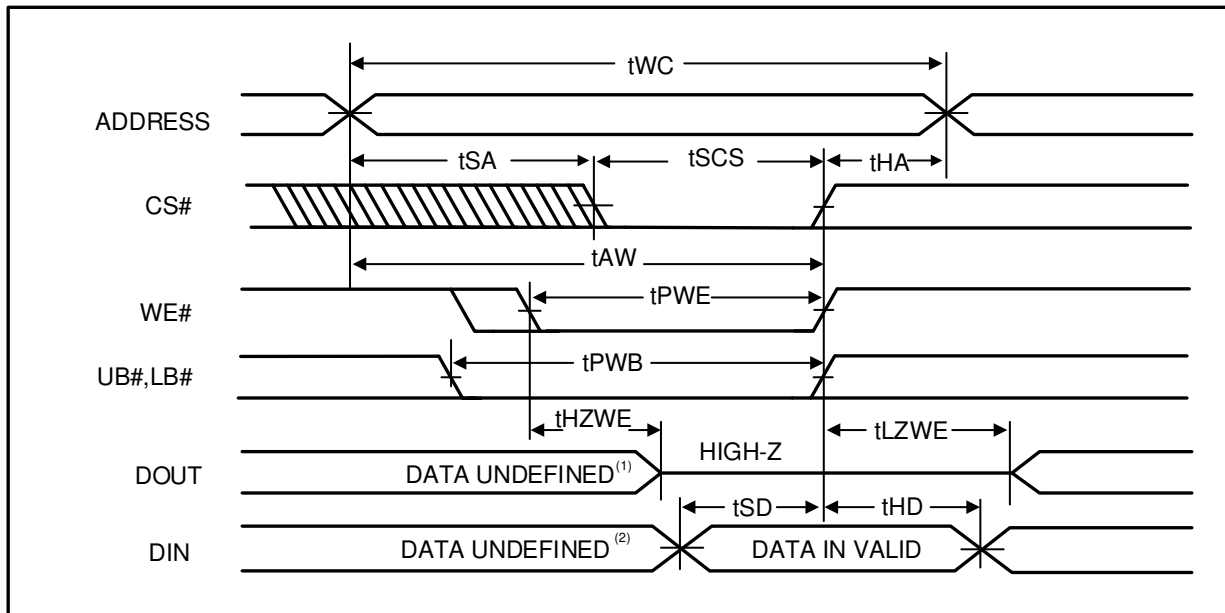 tWC
ADDRESS
tSA
tSCS
tHA
CS#
tAW
tPWE
WE#
tPWB
UB#,LB#
tHZWE
tLZWE
HIGH-Z
DOUT
DATA UNDEFINED(1)
tSD
tHD
DIN
DATA UNDEFINED(2)
DATA IN VALID